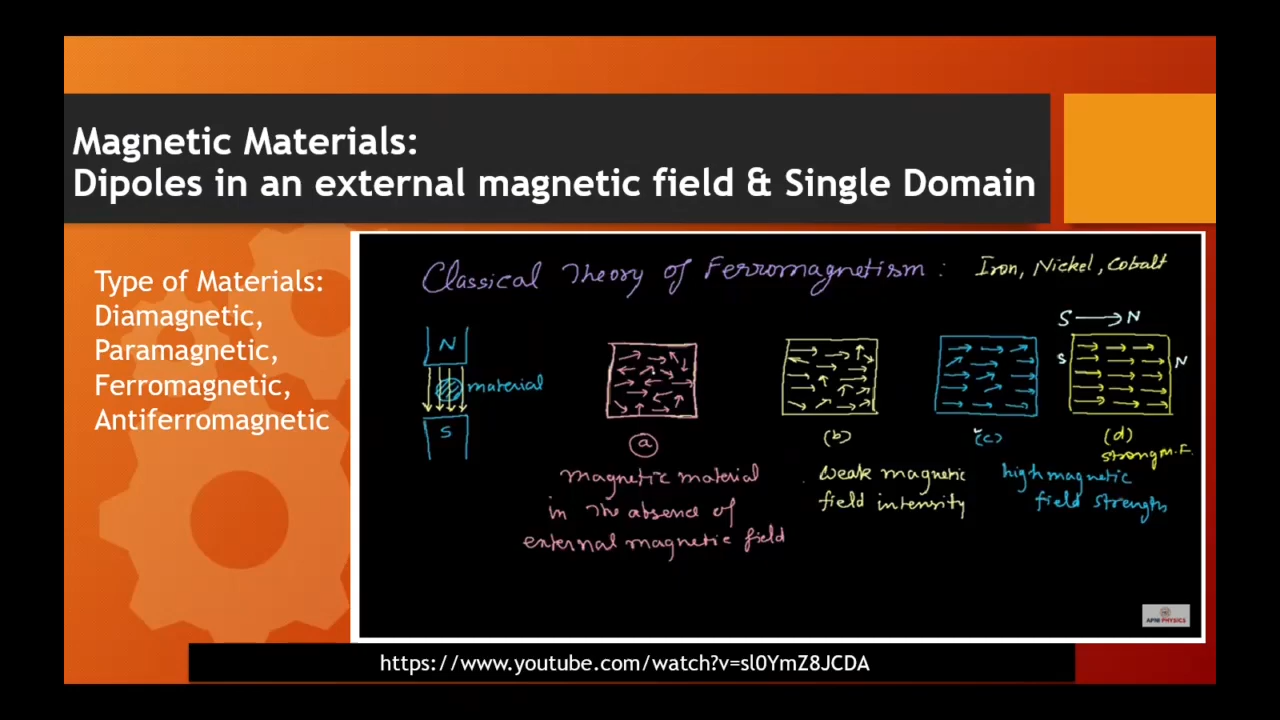 Magnetic Materials:
Dipoles in an external magnetic field & Single Domain
Type of Materials:
Diamagnetic,
Paramagnetic,
Ferromagnetic,
Antiferromagnetic
Classical Theory of Ferromagnetism : Iron, Nickel, Cobalt
N
material
S
S N
S N
(a)
(b)
(c)
(d)
strong M.F.
magnetic material
in the absence of
external magnetic field
weak magnetic
field intensity
high magnetic
field strength
APNI PHYSICS
https://www.youtube.com/watch?v=sl0YmZ8JCDA